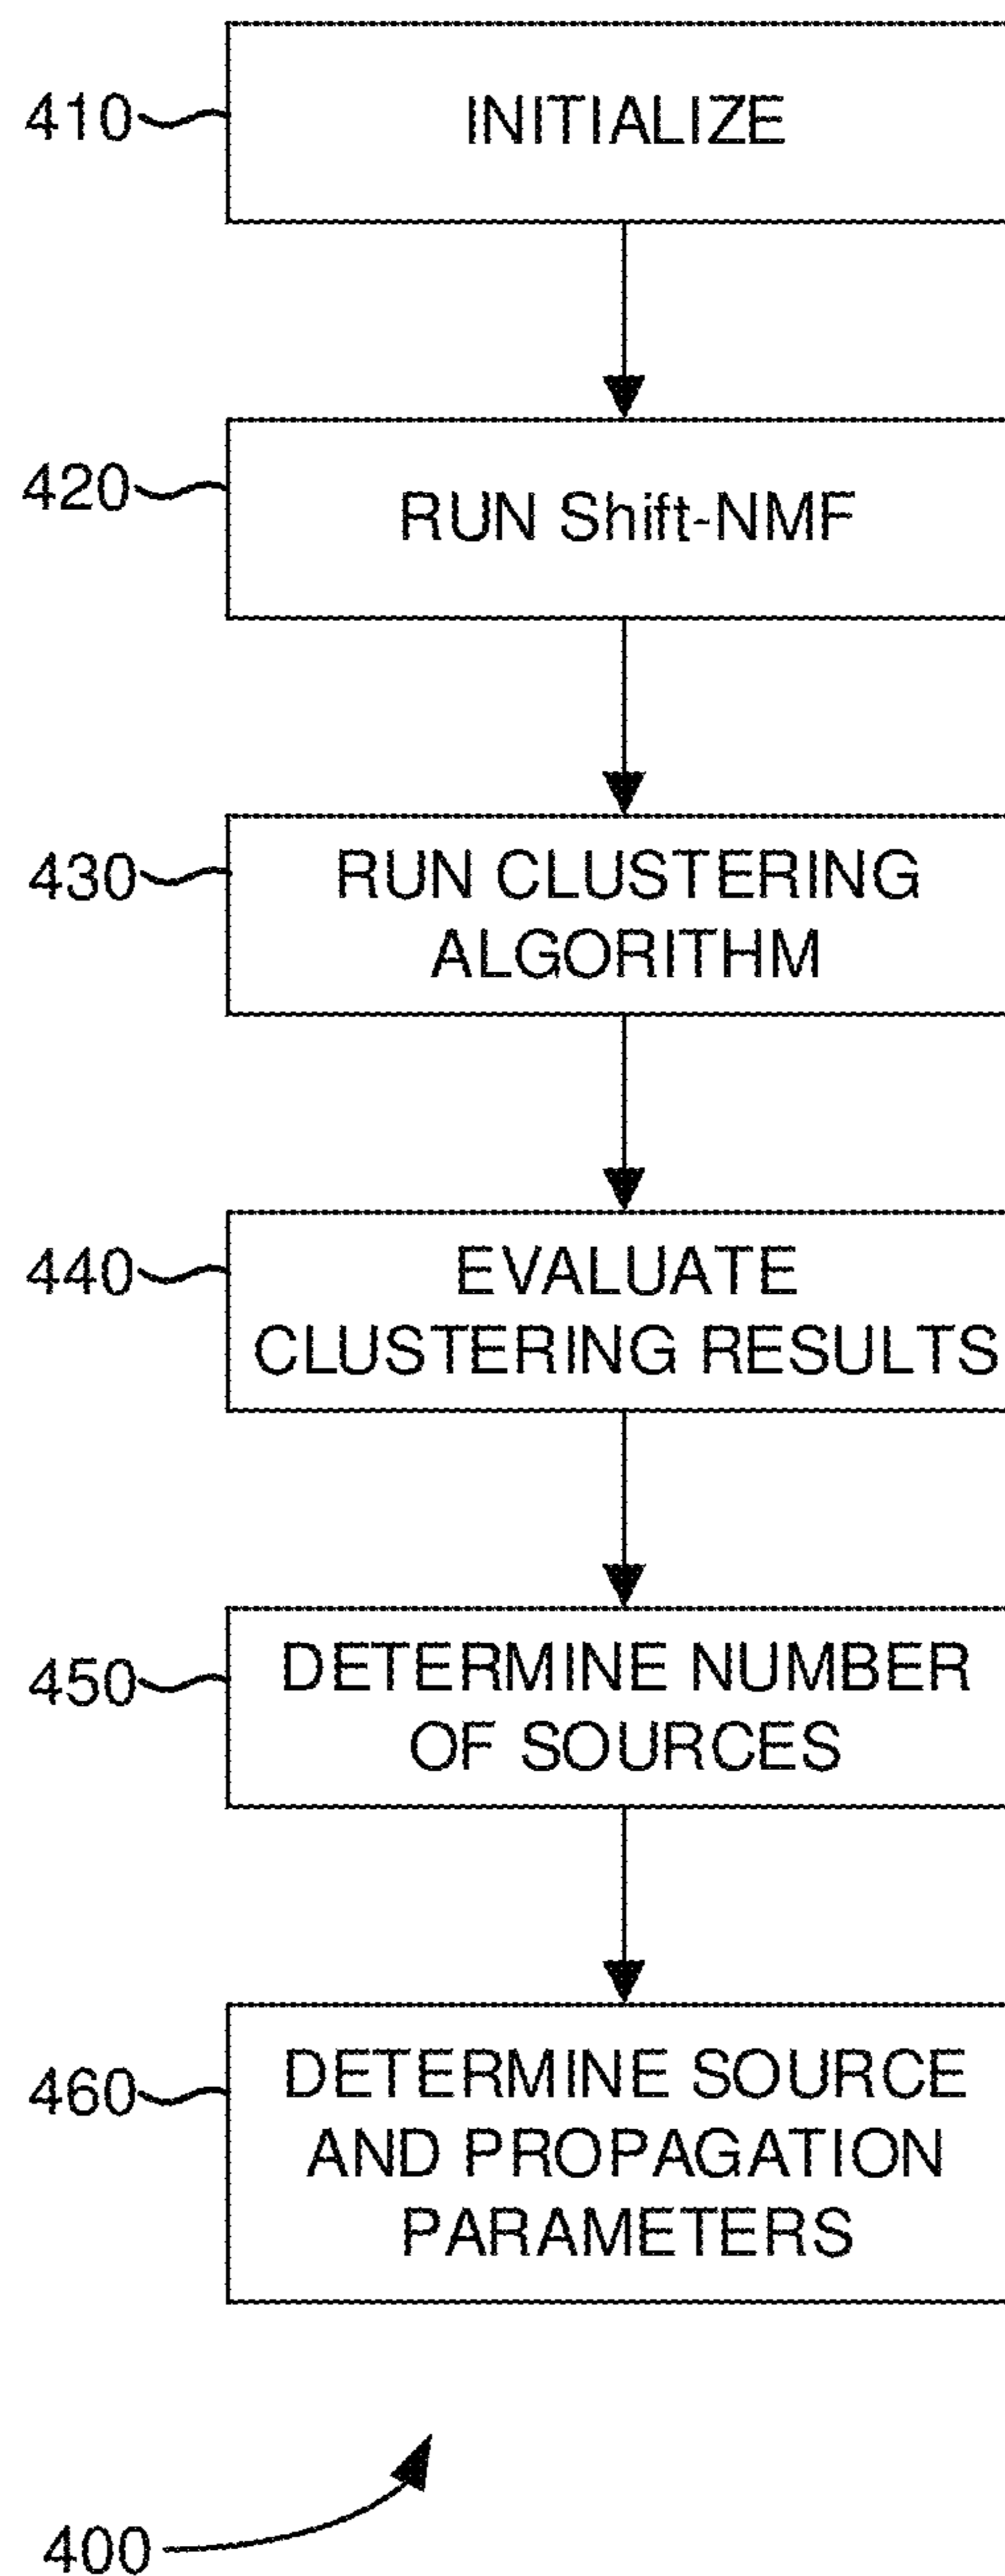 410
INITIALIZE
420
RUN Shift-NMF
430
RUN CLUSTERING
ALGORITHM
440
EVALUATE
CLUSTERING RESULTS
450
DETERMINE NUMBER
OF SOURCES
460
DETERMINE SOURCE
AND PROPAGATION
PARAMETERS
400